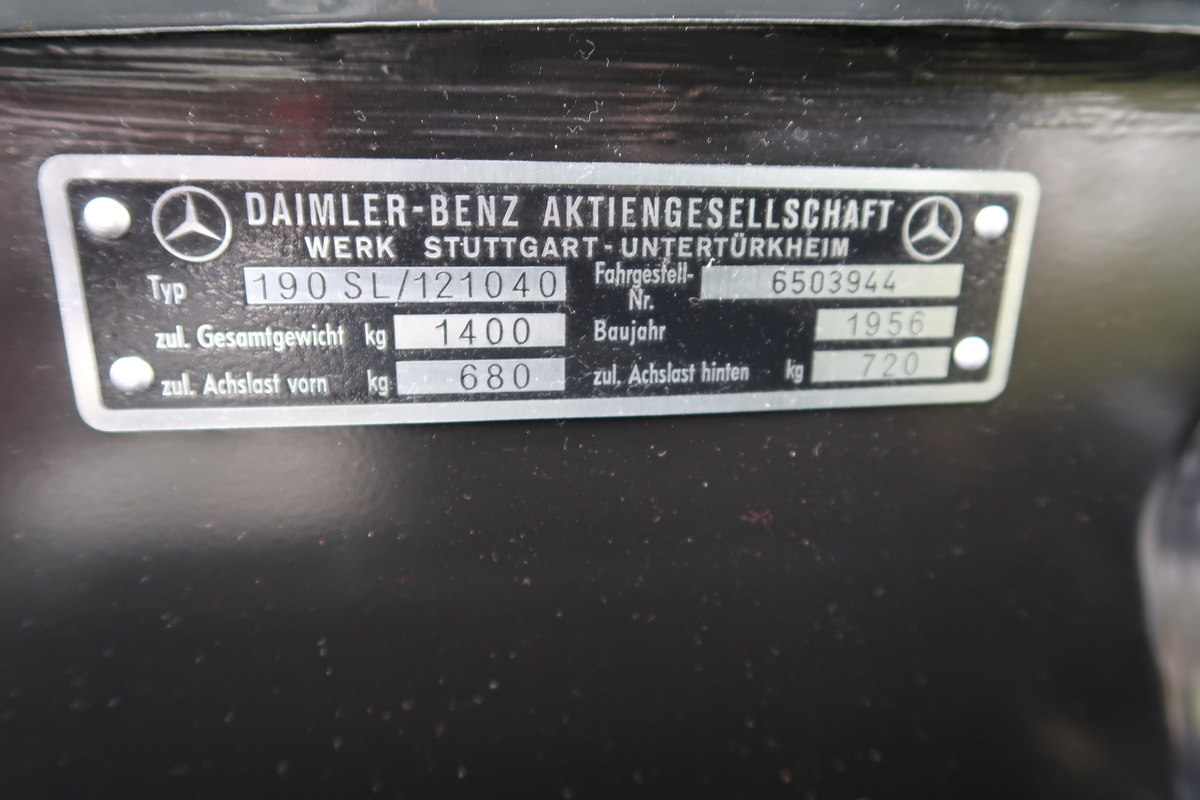 DAIMLER-BENZ AKTIENGESELLSCHAFT
WERK STUTTGART-UNTERTÜRKHEIM
Typ 190 SL/121040 Fahrgestell-Nr. 6503944
zul. Gesamtgewicht kg 1400 Baujahr 1956
zul. Achslast vorn kg 680 zul. Achslast hinten kg 720